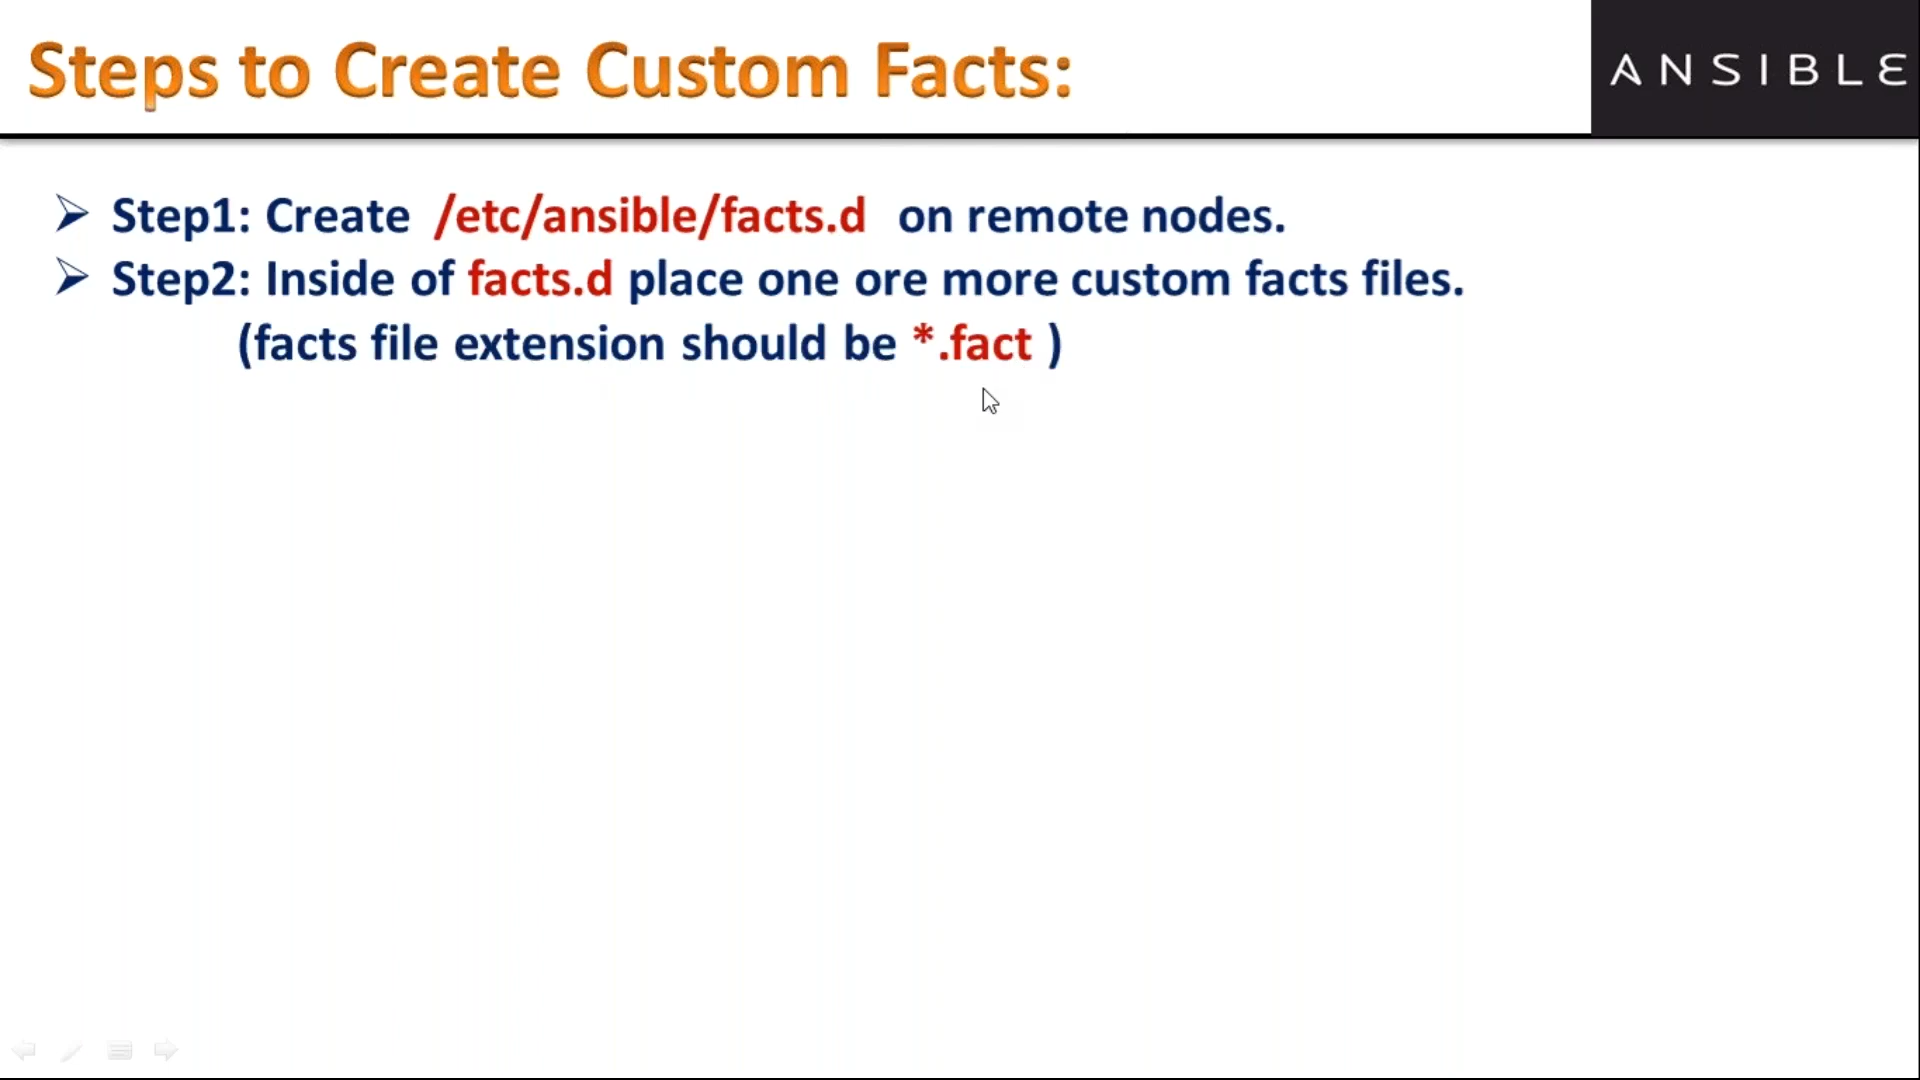 Steps to Create Custom Facts:
ANSIBLE
Step1: Create /etc/ansible/facts.d on remote nodes.
Step2: Inside of facts.d place one ore more custom facts files.
(facts file extension should be *.fact )